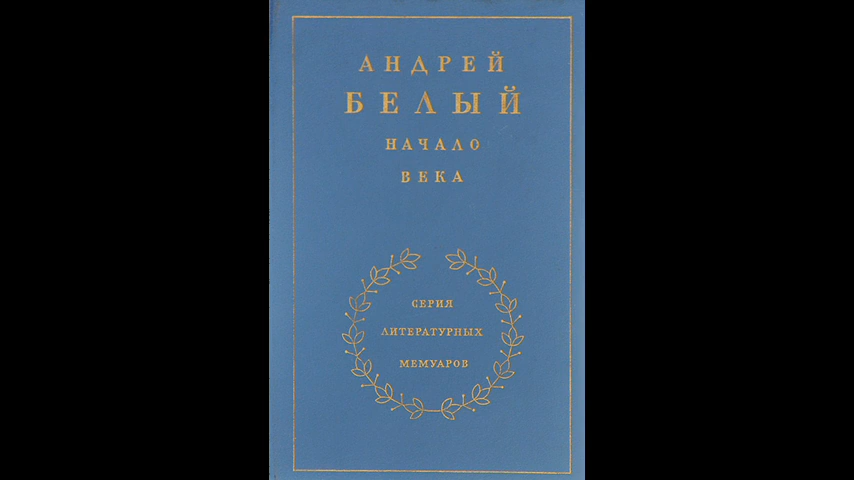 АНДРЕЙ
БЕЛЫЙ
НАЧАЛО
ВЕКА
СЕРИЯ
ЛИТЕРАТУРНЫХ
МЕМУАРОВ